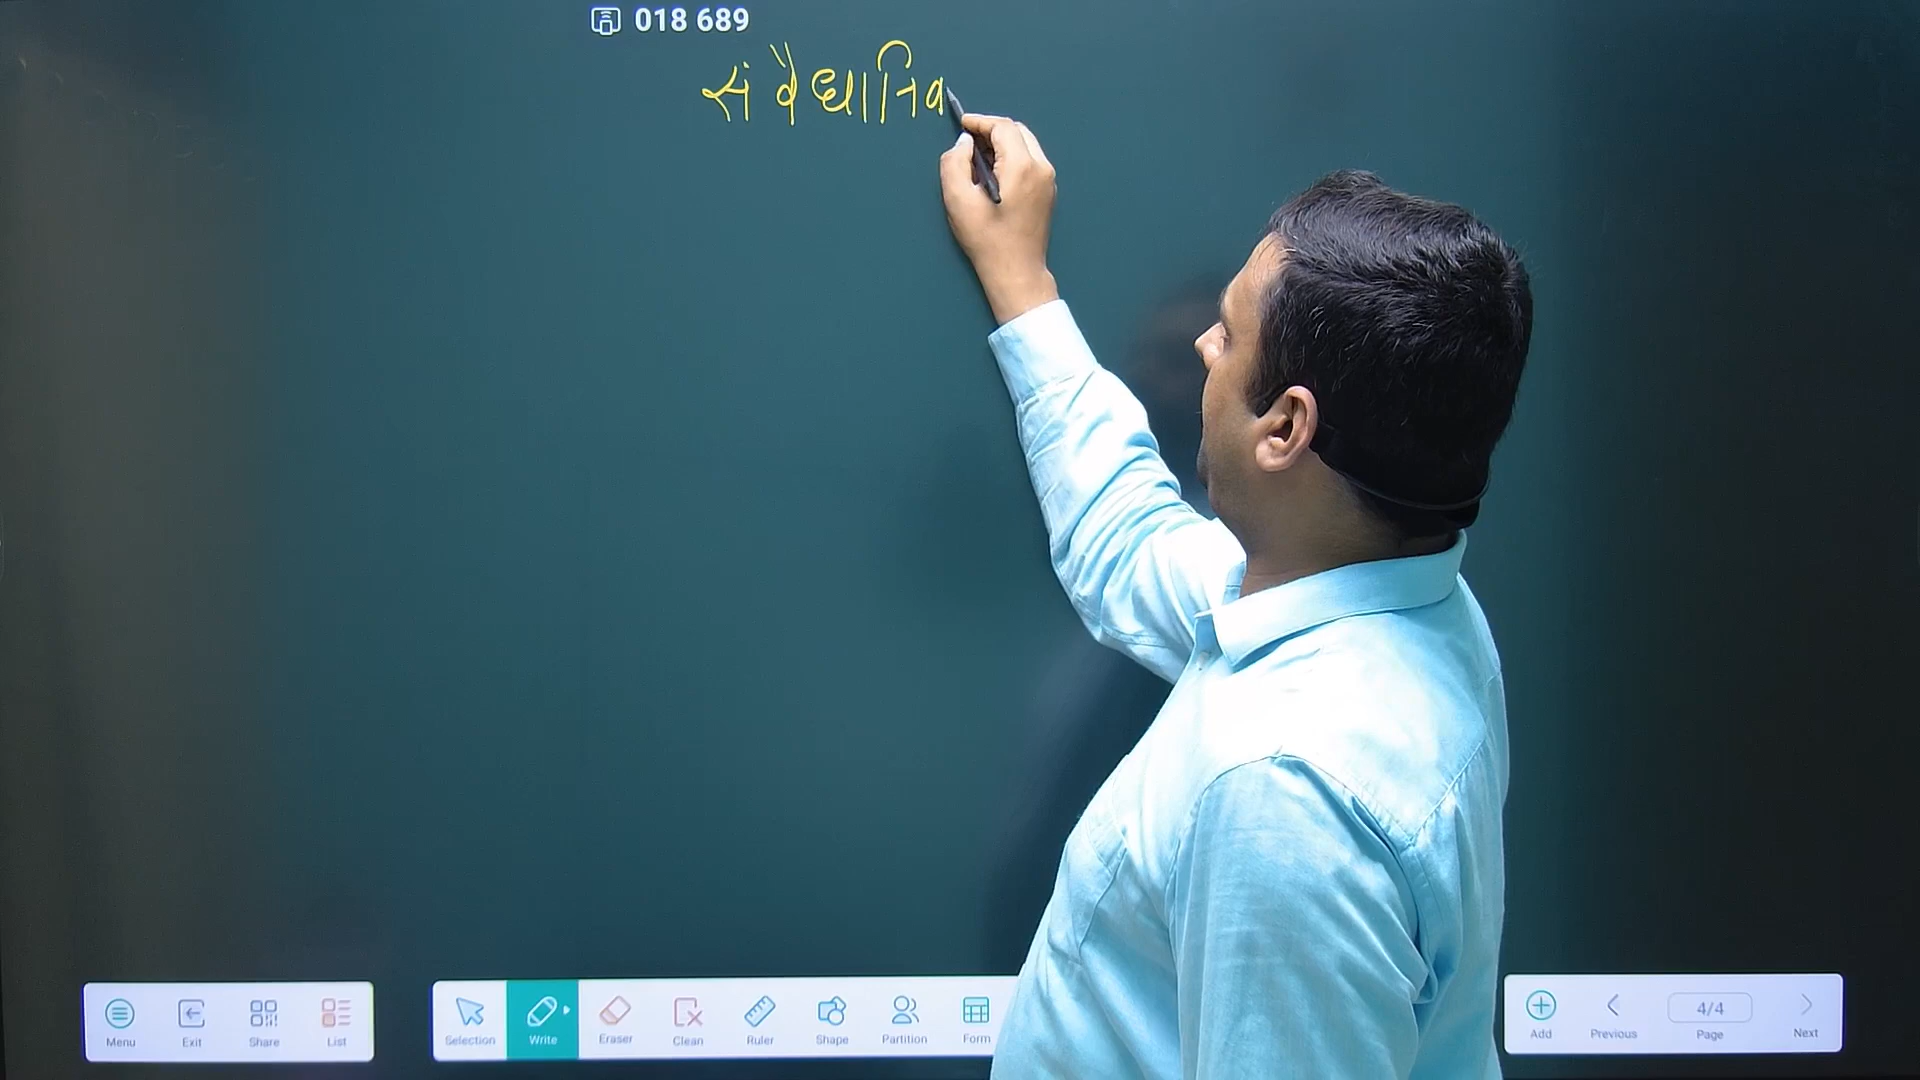 018 689
संवैधानिव
Menu Exit Share List Selection Write Eraser Clean Ruler Shape Partition Form Add Previous 4/4 Page Next